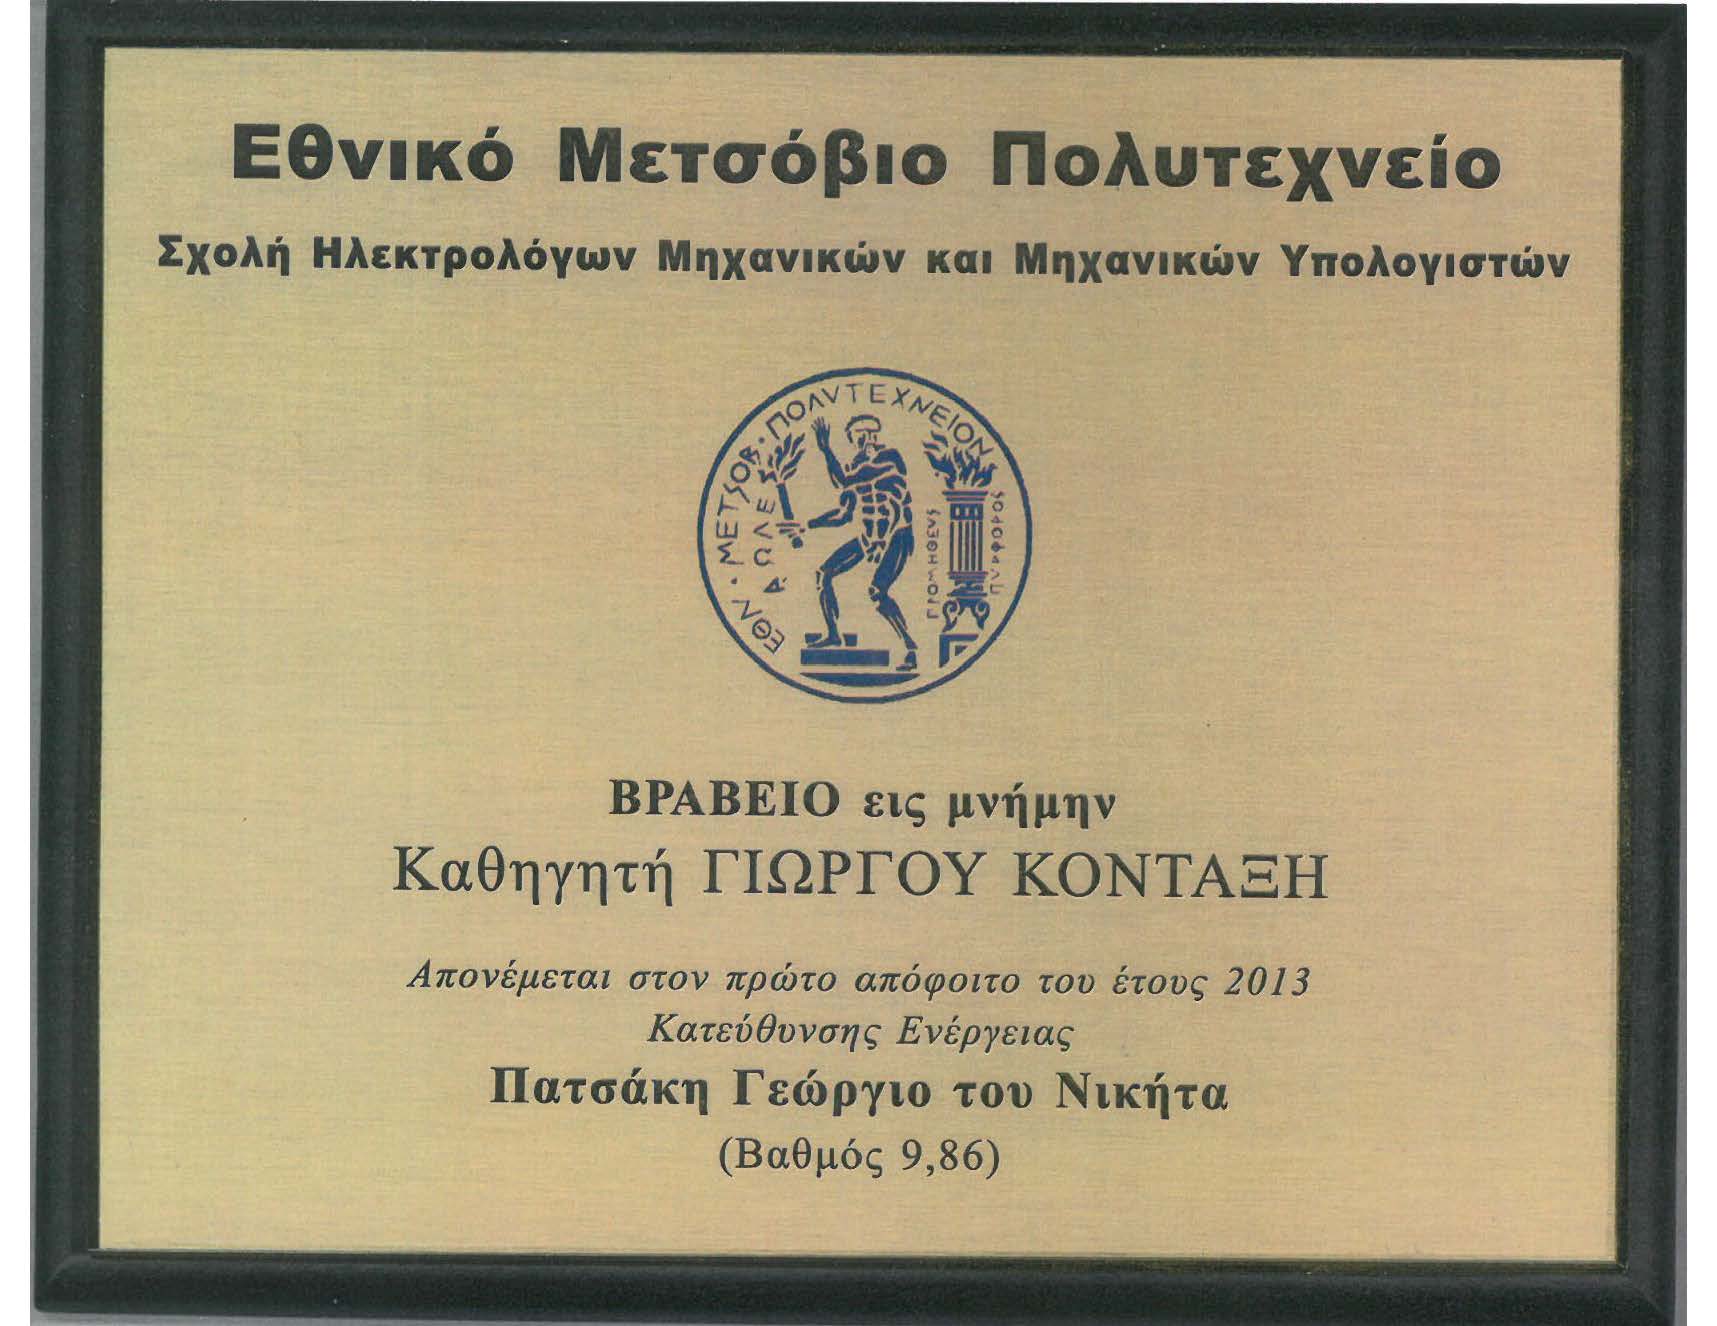 Εθνικό Μετσόβιο Πολυτεχνείο
Σχολή Ηλεκτρολόγων Μηχανικών και Μηχανικών Υπολογιστών
ΕΘΝ · ΜΕΤΣΟΒ · ΠΟΛΥΤΕΧΝΕΙΟΝ
ΠΡΟΜΗΘΕΥΣ
ΠΥΡΦΟΡΟΣ
ΒΡΑΒΕΙΟ εις μνήμην
Καθηγητή ΓΙΩΡΓΟΥ ΚΟΝΤΑΞΗ
Απονέμεται στον πρώτο απόφοιτο του έτους 2013
Κατεύθυνσης Ενέργειας
Πατσάκη Γεώργιο του Νικήτα
(Βαθμός 9,86)